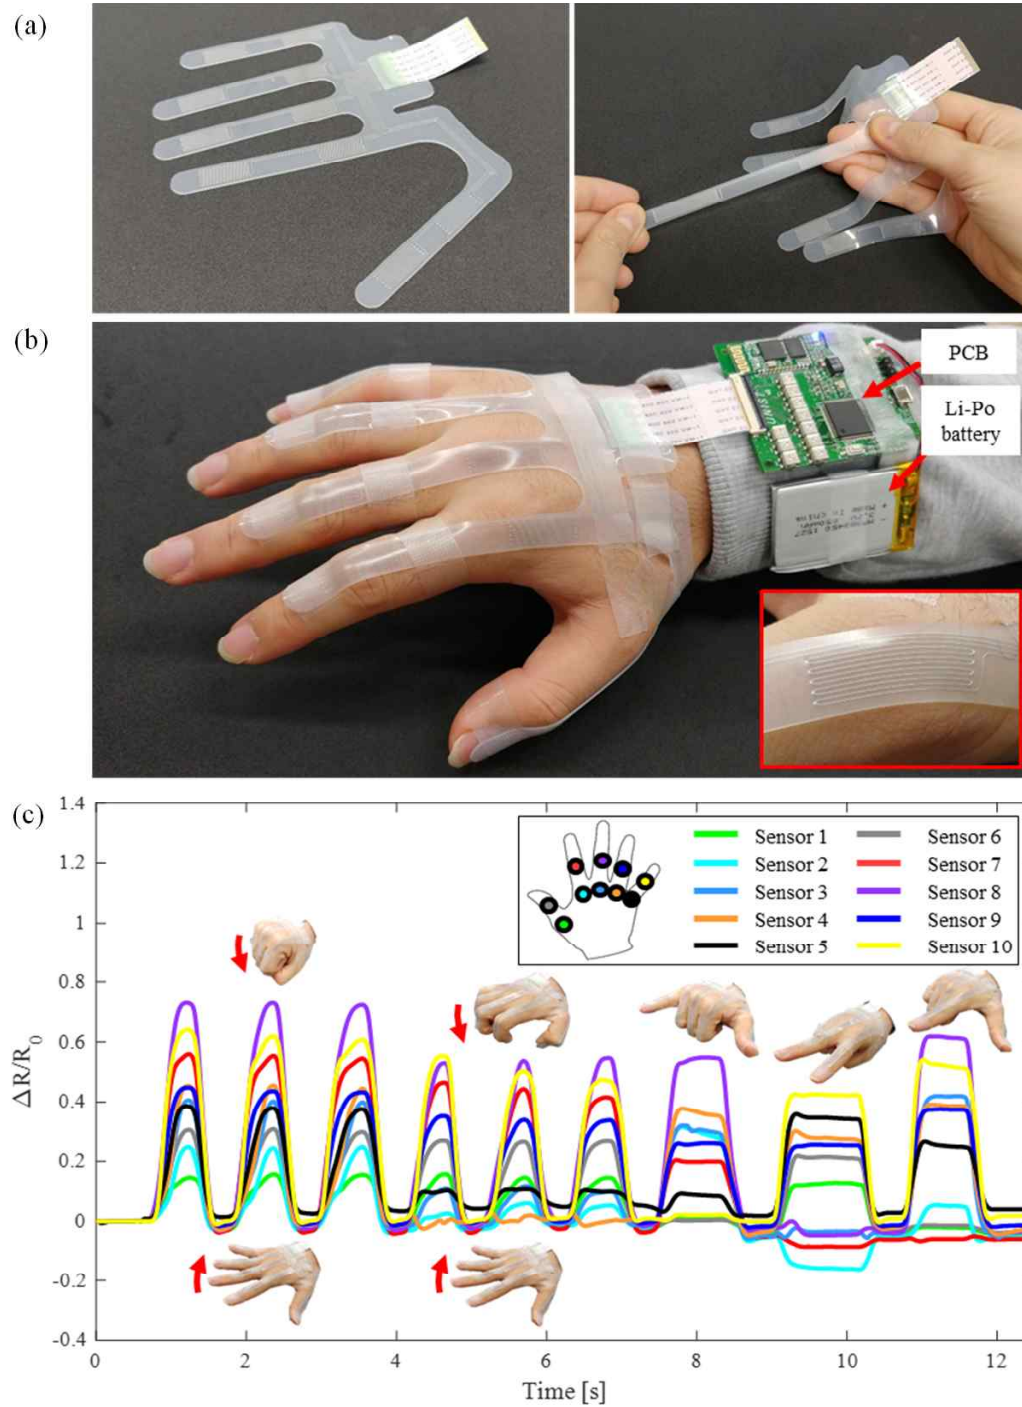 (a)
(b)
PCB
Li-Po
battery
(c)
1.4
1.2
1
0.8
0.6
0.4
0.2
0
-0.2
-0.4
ΔR/R0
Sensor 1
Sensor 2
Sensor 3
Sensor 4
Sensor 5
Sensor 6
Sensor 7
Sensor 8
Sensor 9
Sensor 10
0
2
4
6
8
10
12
Time [s]